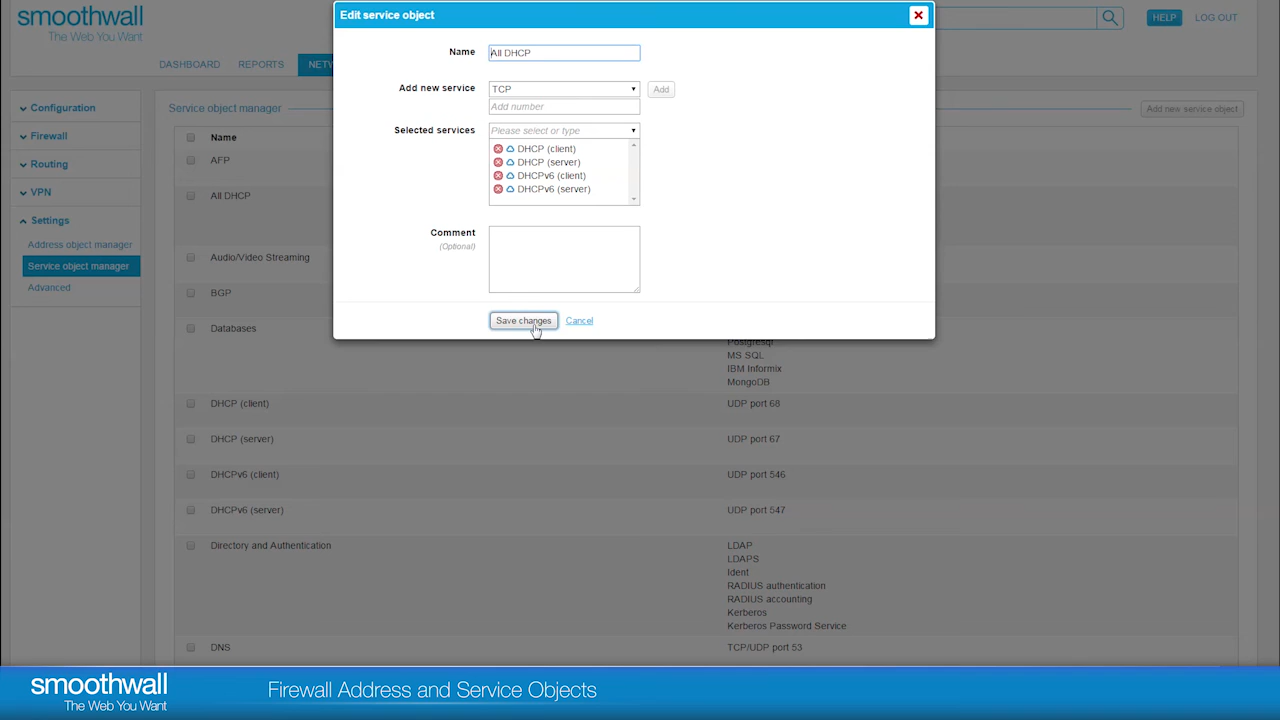 smoothwall
The Web You Want
HELP
LOG OUT
DASHBOARD
REPORTS
NETW
Edit service object
Name
All DHCP
Add new service
TCP
Add
Add number
Selected services
Please select or type
DHCP (client)
DHCP (server)
DHCPv6 (client)
DHCPv6 (server)
Comment
(Optional)
Save changes
Cancel
Configuration
Firewall
Routing
VPN
Settings
Address object manager
Service object manager
Advanced
Service object manager
Add new service object
Name
AFP
All DHCP
Audio/Video Streaming
BGP
Databases
Postgresql
MS SQL
IBM Informix
MongoDB
DHCP (client)
UDP port 68
DHCP (server)
UDP port 67
DHCPv6 (client)
UDP port 546
DHCPv6 (server)
UDP port 547
Directory and Authentication
LDAP
LDAPS
Ident
RADIUS authentication
RADIUS accounting
Kerberos
Kerberos Password Service
DNS
TCP/UDP port 53
smoothwall
The Web You Want
Firewall Address and Service Objects